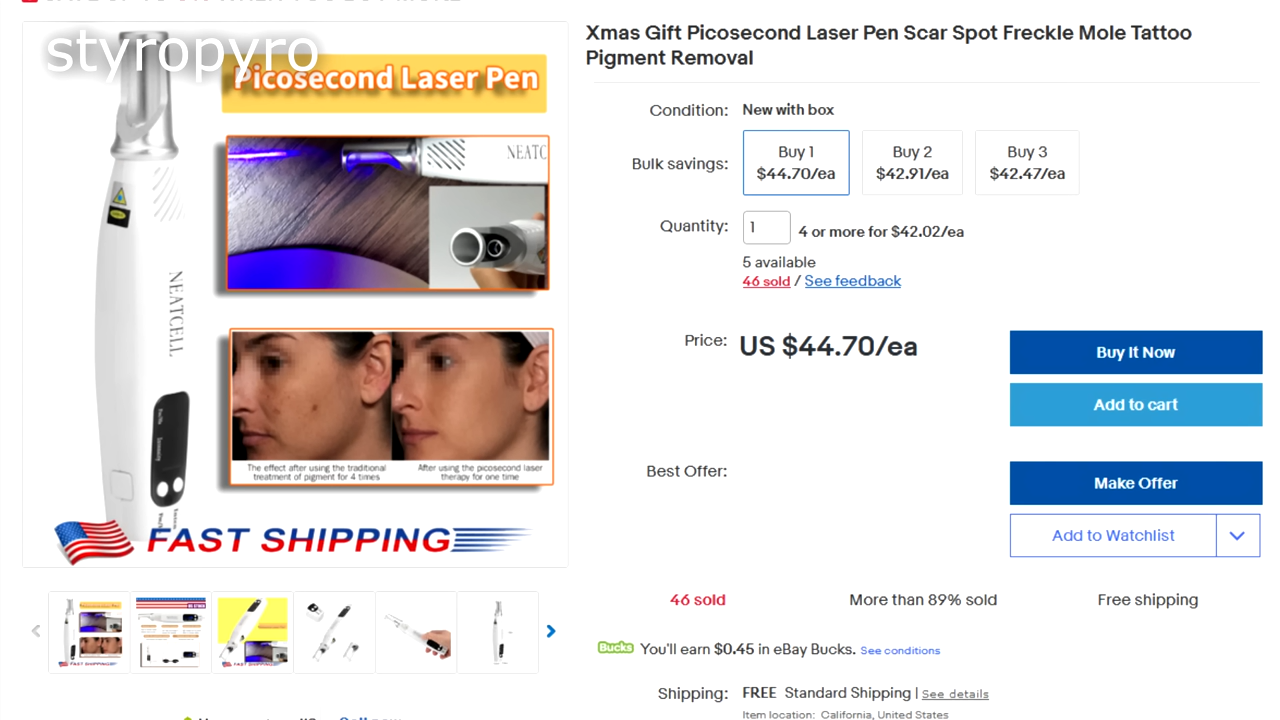 styropyro
Picosecond Laser Pen
NEATC
NEATCELL
The effect after using the traditional
treatment of pigment for 4 times
After using the picosecond laser
therapy for one time
FAST SHIPPING
Xmas Gift Picosecond Laser Pen Scar Spot Freckle Mole Tattoo
Pigment Removal
Condition: New with box
Bulk savings:
Buy 1
$44.70/ea
Buy 2
$42.91/ea
Buy 3
$42.47/ea
Quantity: 1 4 or more for $42.02/ea
5 available
46 sold / See feedback
Price: US $44.70/ea
Buy It Now
Add to cart
Best Offer:
Make Offer
Add to Watchlist
46 sold More than 89% sold Free shipping
Bucks You'll earn $0.45 in eBay Bucks. See conditions
Shipping: FREE Standard Shipping | See details
Item location: California, United States